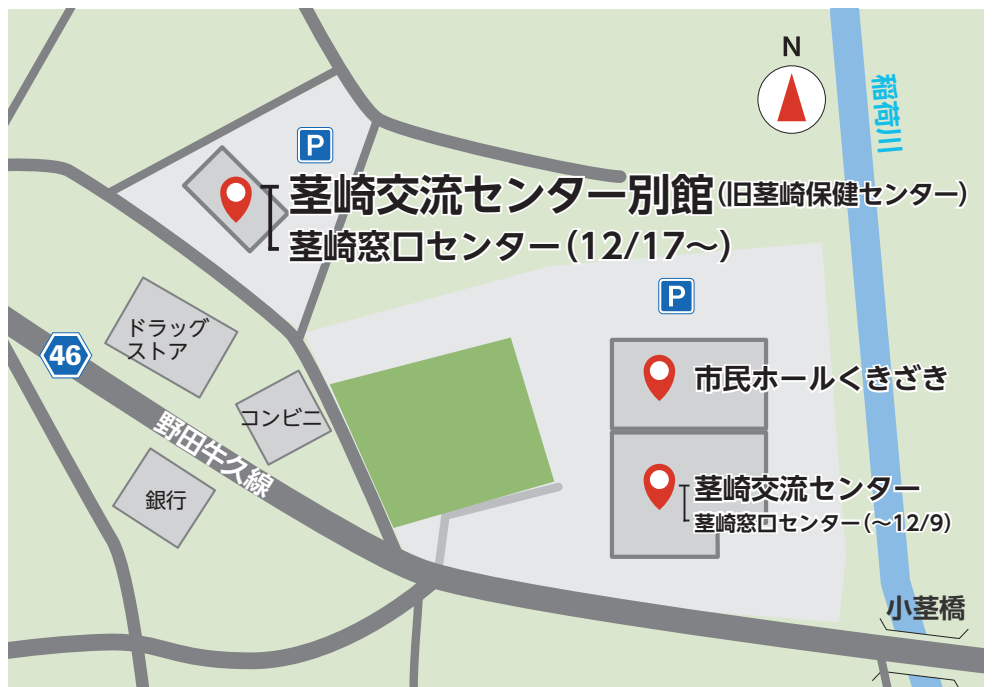 N
稲荷川
P
茎崎交流センター別館(旧茎崎保健センター)
茎崎窓口センター(12/17～)
P
ドラッグ
ストア
46
市民ホールくきざき
コンビニ
野田牛久線
銀行
茎崎交流センター
茎崎窓口センター(～12/9)
小茎橋